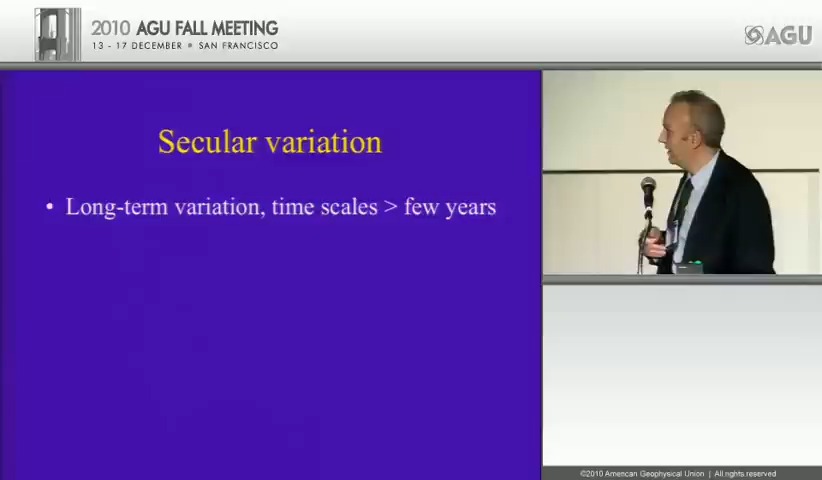 2010 AGU FALL MEETING
13 - 17 DECEMBER SAN FRANCISCO
AGU
Secular variation
• Long-term variation, time scales > few years
©2010 American Geophysical Union | All rights reserved